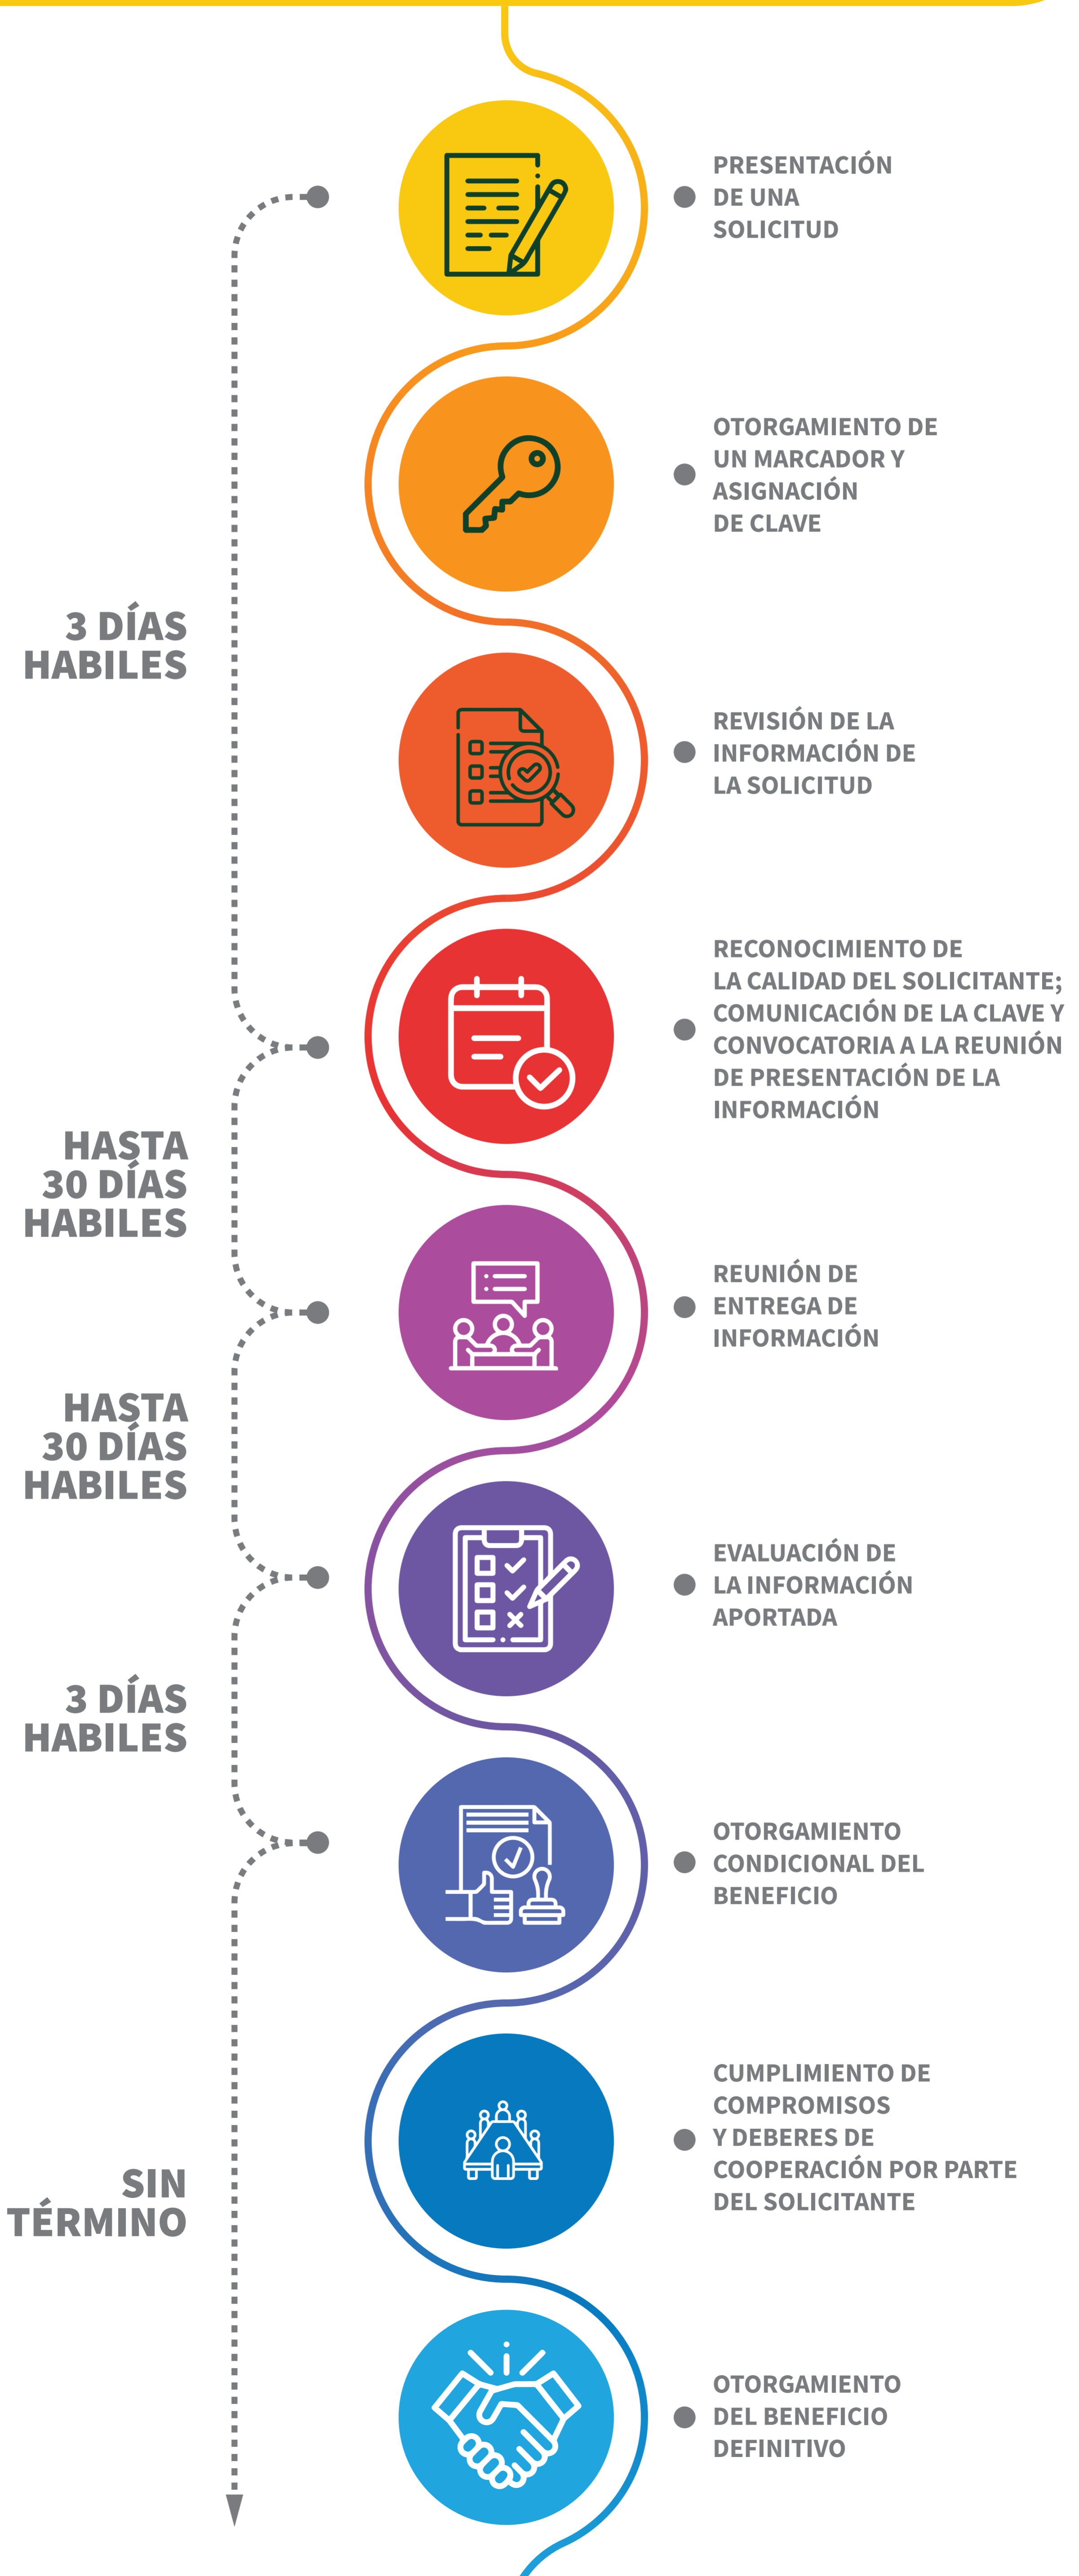 PRESENTACIÓN
DE UNA
SOLICITUD
OTORGAMIENTO DE
UN MARCADOR Y
ASIGNACIÓN
DE CLAVE
3 DÍAS
HABILES
REVISIÓN DE LA
INFORMACIÓN DE
LA SOLICITUD
RECONOCIMIENTO DE
LA CALIDAD DEL SOLICITANTE;
COMUNICACIÓN DE LA CLAVE Y
CONVOCATORIA A LA REUNIÓN
DE PRESENTACIÓN DE LA
INFORMACIÓN
HASTA
30 DÍAS
HABILES
REUNIÓN DE
ENTREGA DE
INFORMACIÓN
HASTA
30 DÍAS
HABILES
EVALUACIÓN DE
LA INFORMACIÓN
APORTADA
3 DÍAS
HABILES
OTORGAMIENTO
CONDICIONAL DEL
BENEFICIO
CUMPLIMIENTO DE
COMPROMISOS
Y DEBERES DE
COOPERACIÓN POR PARTE
DEL SOLICITANTE
SIN
TÉRMINO
OTORGAMIENTO
DEL BENEFICIO
DEFINITIVO